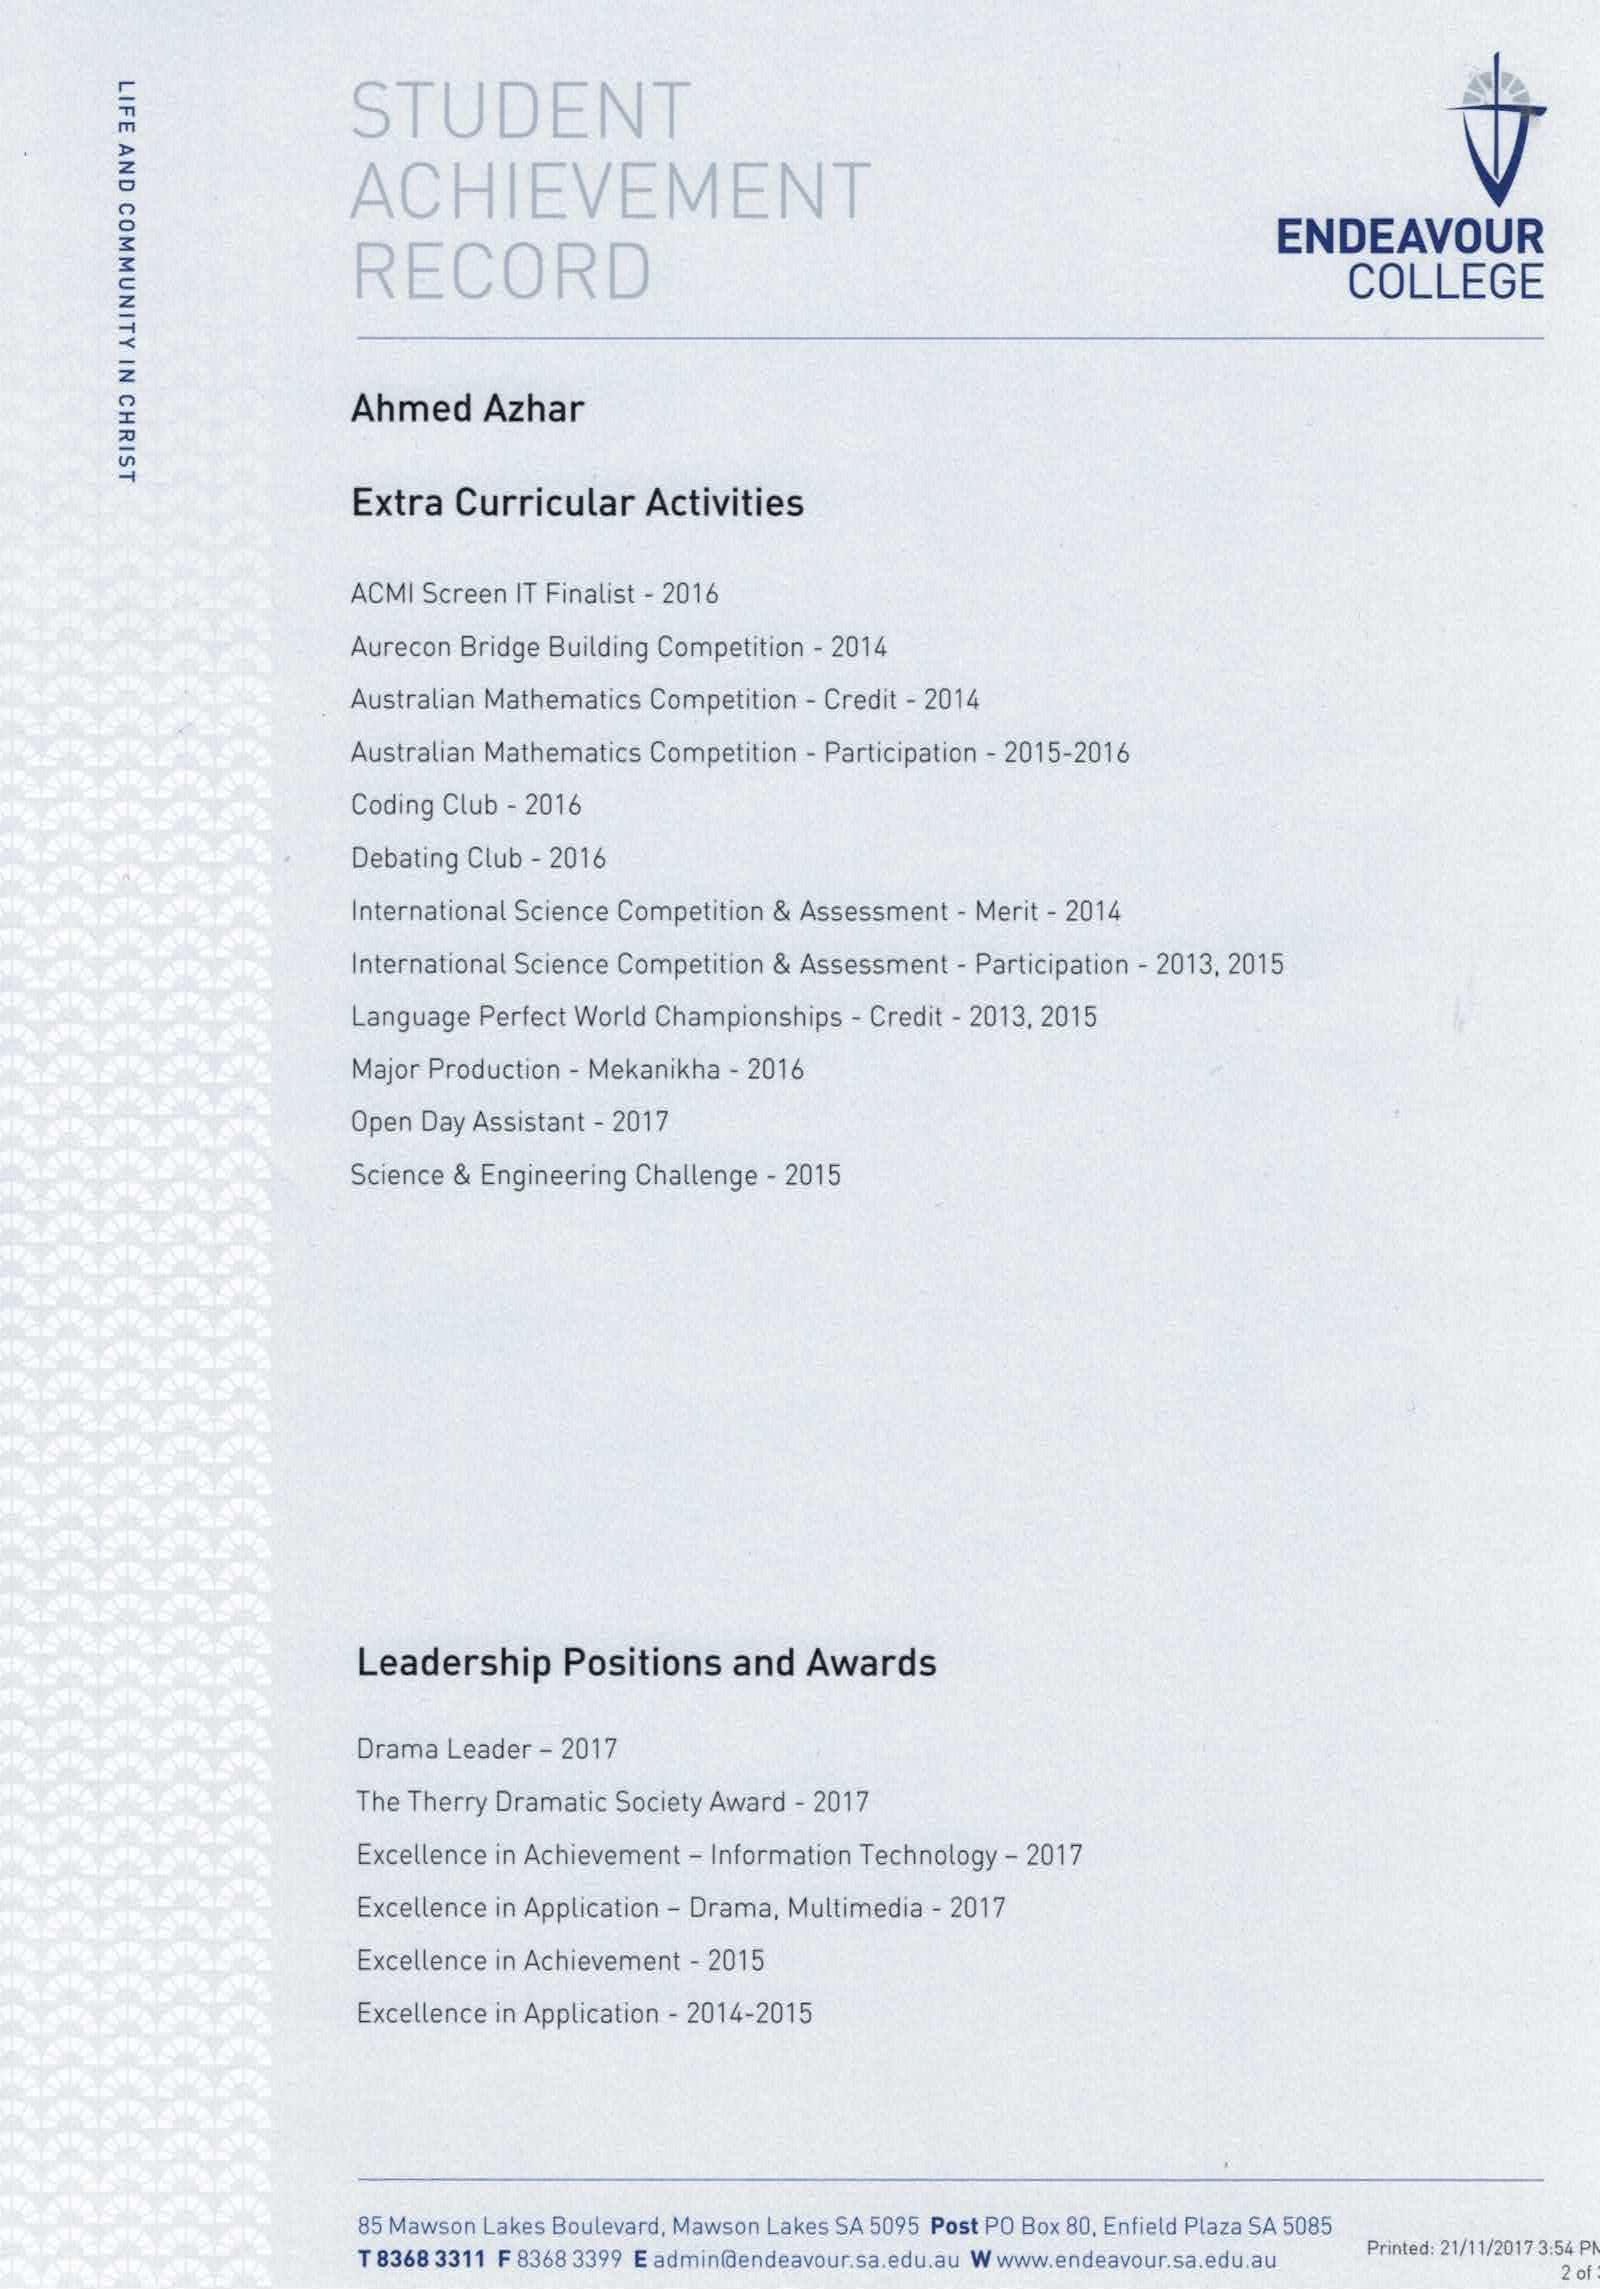 LIFE AND COMMUNITY IN CHRIST
STUDENT
ACHIEVEMENT
RECORD
ENDEAVOUR
COLLEGE
Ahmed Azhar
Extra Curricular Activities
ACMI Screen IT Finalist - 2016
Aurecon Bridge Building Competition - 2014
Australian Mathematics Competition - Credit - 2014
Australian Mathematics Competition - Participation - 2015-2016
Coding Club - 2016
Debating Club - 2016
International Science Competition & Assessment - Merit - 2014
International Science Competition & Assessment - Participation - 2013, 2015
Language Perfect World Championships - Credit - 2013, 2015
Major Production - Mekanikha - 2016
Open Day Assistant - 2017
Science & Engineering Challenge - 2015
Leadership Positions and Awards
Drama Leader – 2017
The Therry Dramatic Society Award - 2017
Excellence in Achievement – Information Technology – 2017
Excellence in Application – Drama, Multimedia - 2017
Excellence in Achievement - 2015
Excellence in Application - 2014-2015
85 Mawson Lakes Boulevard, Mawson Lakes SA 5095 Post PO Box 80, Enfield Plaza SA 5085
T 8368 3311 F 8368 3399 E admin@endeavour.sa.edu.au W www.endeavour.sa.edu.au
Printed: 21/11/2017 3:54 PM
2 of